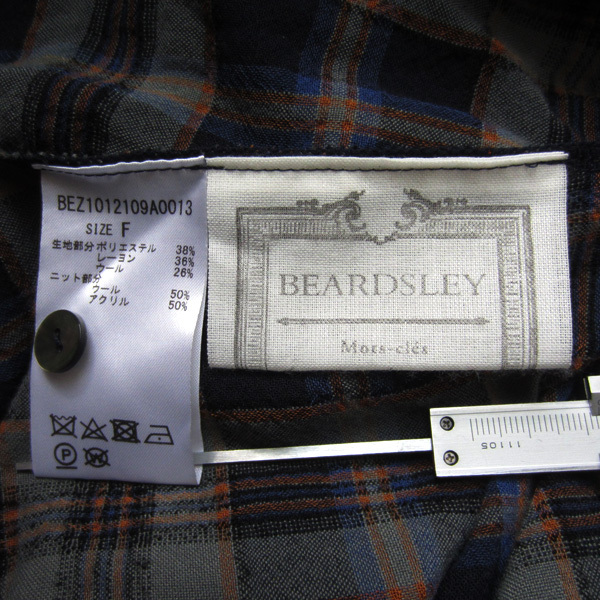 BEZ1012109A0013
SIZE F
生地部分 ポリエステル 38%
レーヨン 36%
ウール 26%
ニット部分
ウール 50%
アクリル 50%
P
BEARDSLEY
Mots-clés
11105